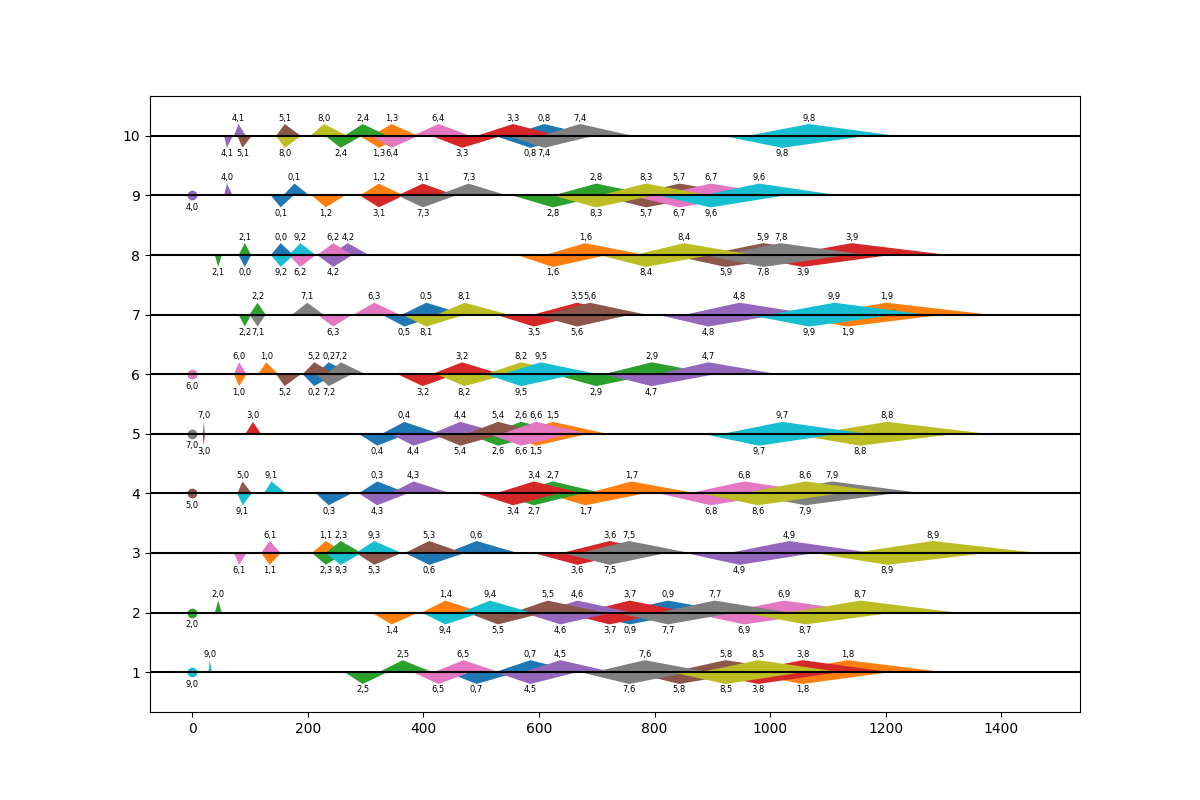 4,1 5,1 8,0 2,4 1,3 6,4 3,3 0,8 7,4 9,8
10
4,1 5,1 8,0 2,4 1,3 6,4 3,3 0,8 7,4 9,8
4,0 0,1 1,2 3,1 7,3 2,8 8,3 5,7 6,7 9,6
9
4,0 0,1 1,2 3,1 7,3 2,8 8,3 5,7 6,7 9,6
2,1 0,0 9,2 6,2 4,2 1,6 8,4 5,9 7,8 3,9
8
2,1 0,0 9,2 6,2 4,2 1,6 8,4 5,9 7,8 3,9
2,2 7,1 6,3 0,5 8,1 3,5 5,6 4,8 9,9 1,9
7
2,2 7,1 6,3 0,5 8,1 3,5 5,6 4,8 9,9 1,9
6,0 1,0 5,2 0,2 7,2 3,2 8,2 9,5 2,9 4,7
6
6,0 1,0 5,2 0,2 7,2 3,2 8,2 9,5 2,9 4,7
7,0 3,0 0,4 4,4 5,4 2,6 6,6 1,5 9,7 8,8
5
7,0 3,0 0,4 4,4 5,4 2,6 6,6 1,5 9,7 8,8
5,0 9,1 0,3 4,3 3,4 2,7 1,7 6,8 8,6 7,9
4
5,0 9,1 0,3 4,3 3,4 2,7 1,7 6,8 8,6 7,9
6,1 1,1 2,3 9,3 5,3 0,6 3,6 7,5 4,9 8,9
3
6,1 1,1 2,3 9,3 5,3 0,6 3,6 7,5 4,9 8,9
2,0 1,4 9,4 5,5 4,6 3,7 0,9 7,7 6,9 8,7
2
2,0 1,4 9,4 5,5 4,6 3,7 0,9 7,7 6,9 8,7
9,0 2,5 6,5 0,7 4,5 7,6 5,8 8,5 3,8 1,8
1
9,0 2,5 6,5 0,7 4,5 7,6 5,8 8,5 3,8 1,8
0 200 400 600 800 1000 1200 1400